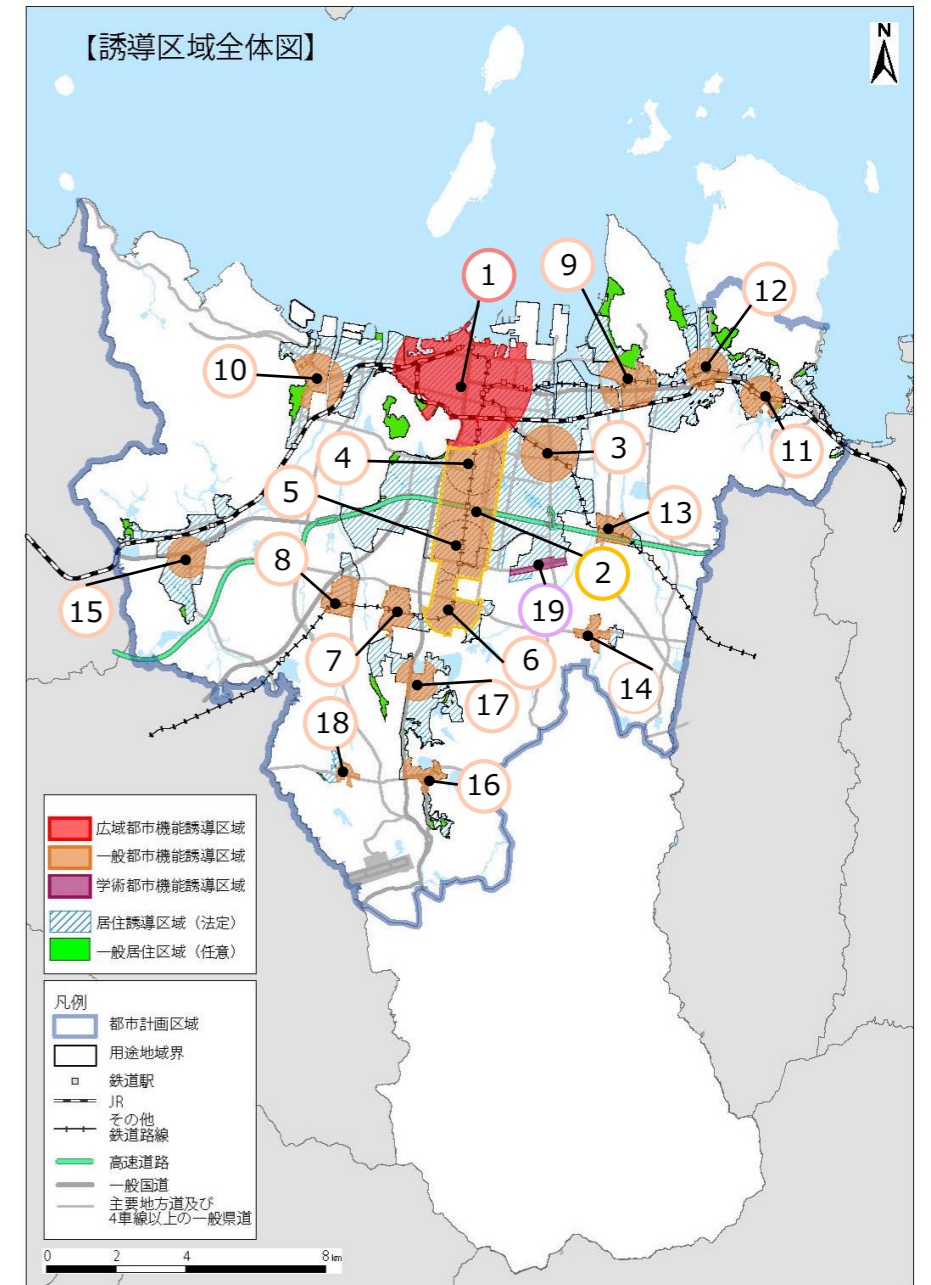 【誘導区域全体図】
N
1
9
12
10
4
3
11
5
13
8
15
2
19
7
6
14
17
18
16
広域都市機能誘導区域
一般都市機能誘導区域
学術都市機能誘導区域
居住誘導区域（法定）
一般居住区域（任意）
凡例
都市計画区域
用途地域界
鉄道駅
JR
その他
鉄道路線
高速道路
一般国道
主要地方道及び
4車線以上の一般県道
0 2 4 8㎞